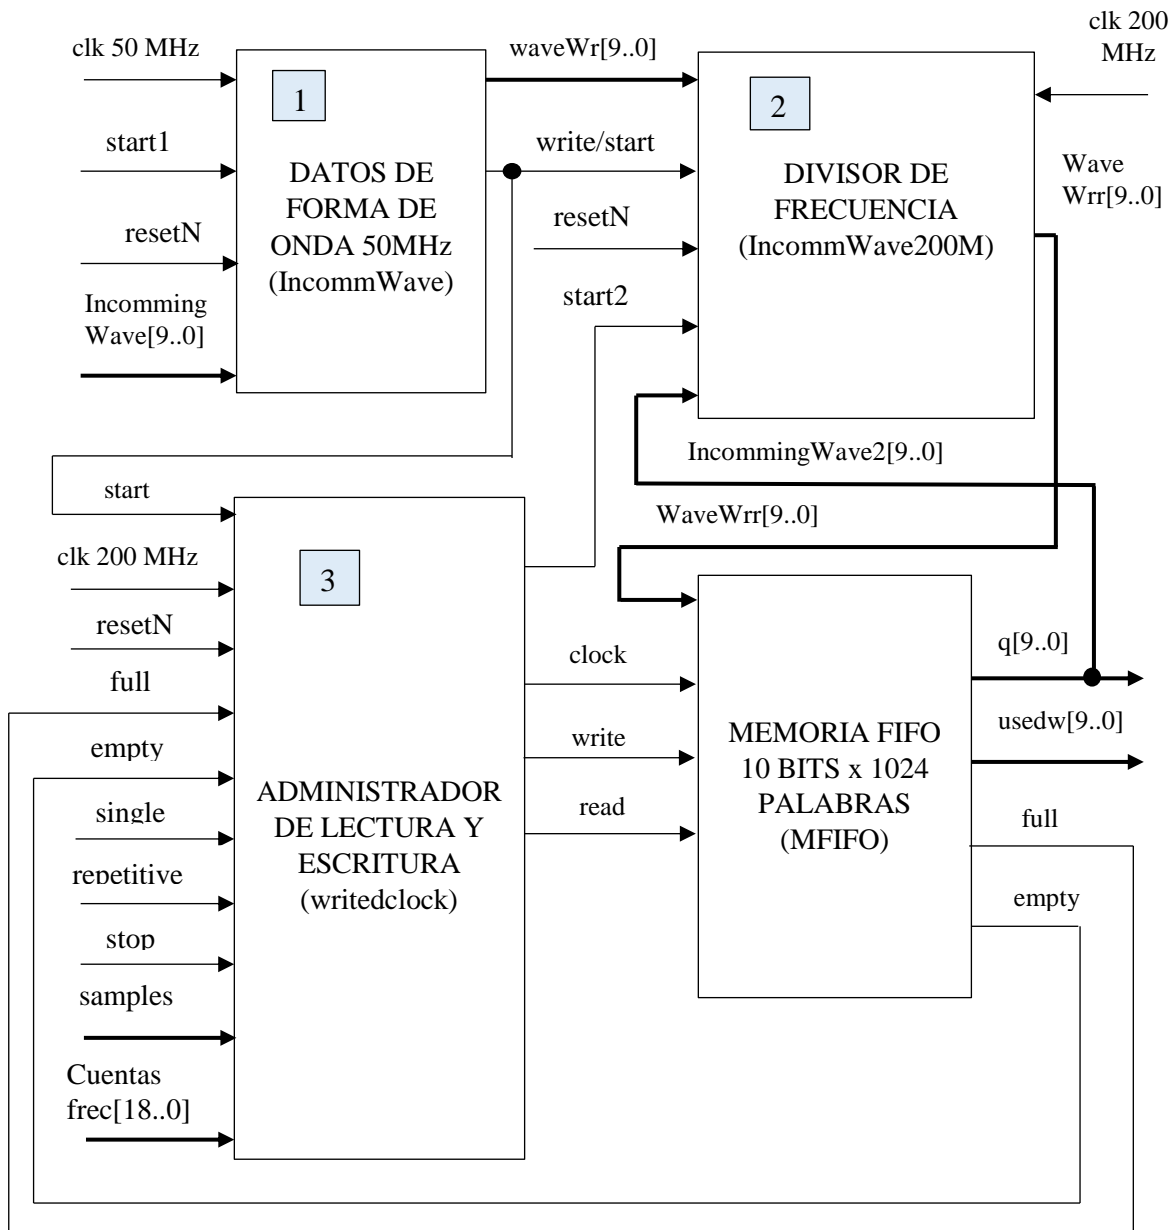 clk 50 MHz
start1
resetN
Incomming
Wave[9..0]
1
DATOS DE
FORMA DE
ONDA 50MHz
(IncommWave)
waveWr[9..0]
write/start
resetN
start2
2
DIVISOR DE
FRECUENCIA
(IncommWave200M)
clk 200
MHz
Wave
Wrr[9..0]
IncommingWave2[9..0]
WaveWrr[9..0]
start
clk 200 MHz
resetN
full
empty
single
repetitive
stop
samples
Cuentas
frec[18..0]
3
ADMINISTRADOR
DE LECTURA Y
ESCRITURA
(writedclock)
clock
write
read
MEMORIA FIFO
10 BITS x 1024
PALABRAS
(MFIFO)
q[9..0]
usedw[9..0]
full
empty